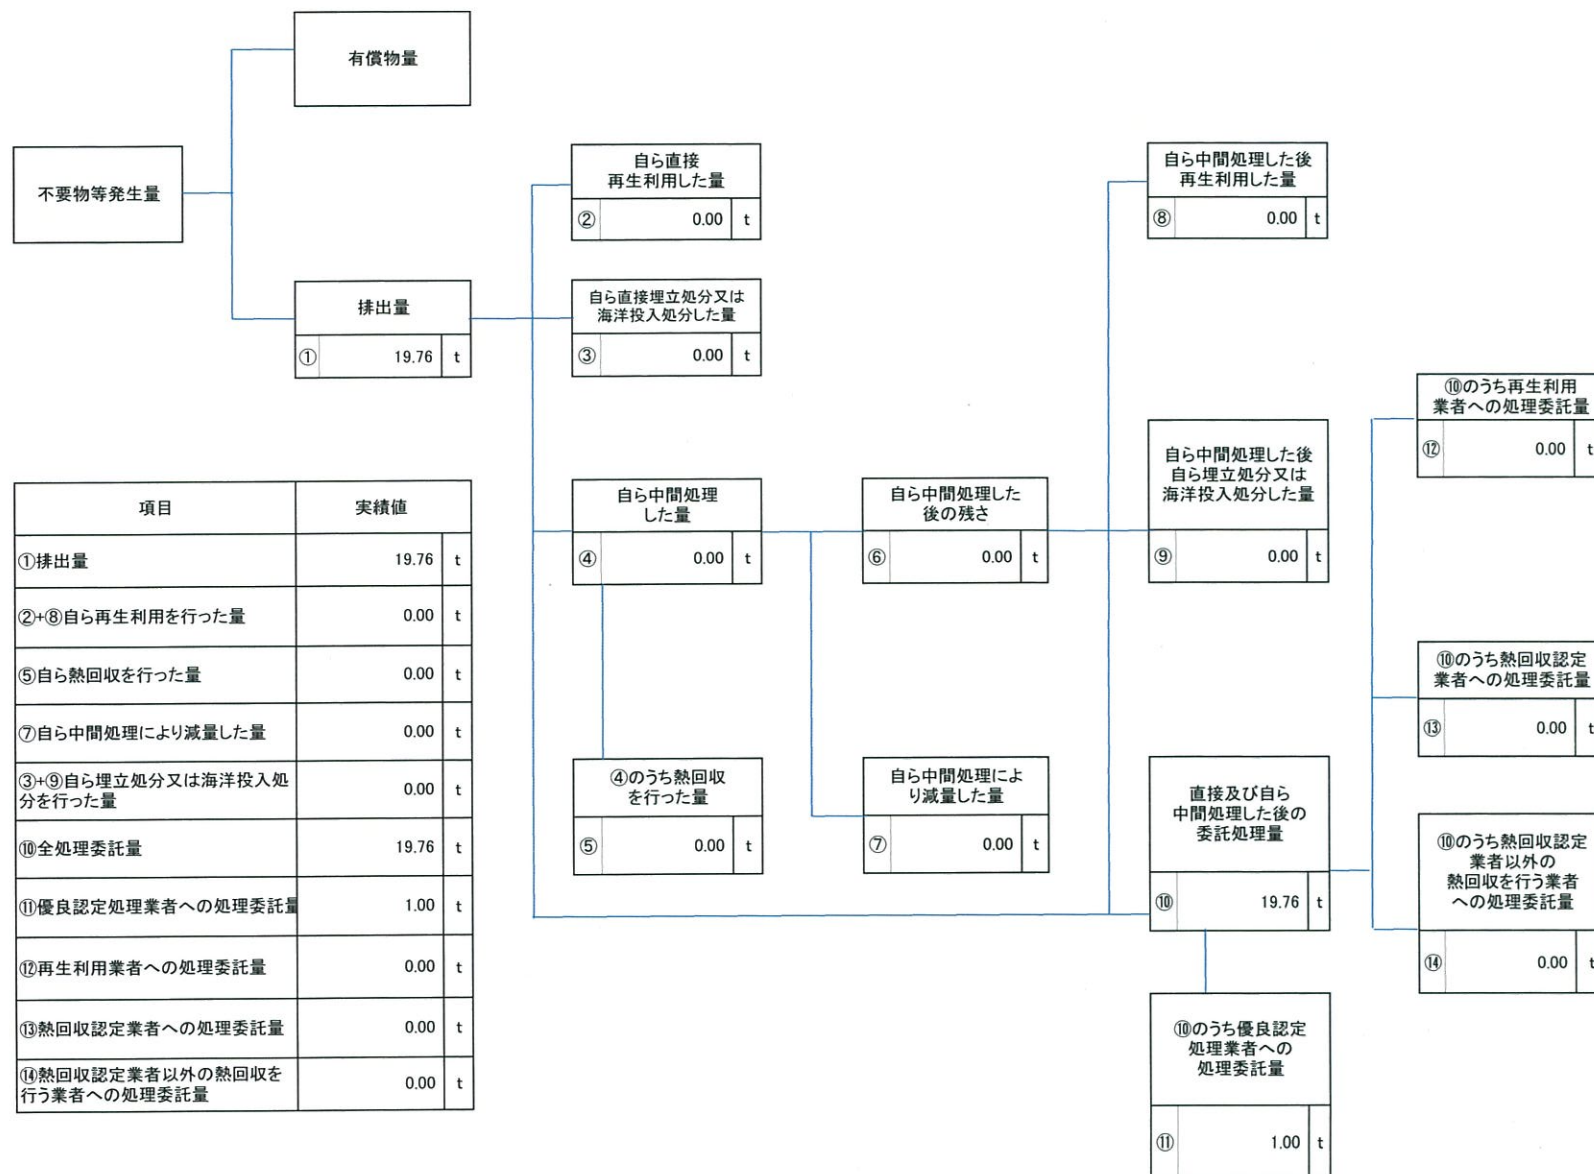 有償物量
不要物等発生量
排出量
① 19.76 t
自ら直接
再生利用した量
② 0.00 t
自ら直接埋立処分又は
海洋投入処分した量
③ 0.00 t
自ら中間処理
した量
④ 0.00 t
④のうち熱回収
を行った量
⑤ 0.00 t
自ら中間処理した
後の残さ
⑥ 0.00 t
自ら中間処理によ
り減量した量
⑦ 0.00 t
自ら中間処理した後
再生利用した量
⑧ 0.00 t
自ら中間処理した後
自ら埋立処分又は
海洋投入処分した量
⑨ 0.00 t
直接及び自ら
中間処理した後の
委託処理量
⑩ 19.76 t
⑩のうち優良認定
処理業者への
処理委託量
⑪ 1.00 t
⑩のうち再生利用
業者への処理委託量
⑫ 0.00 t
⑩のうち熱回収認定
業者への処理委託量
⑬ 0.00 t
⑩のうち熱回収認定
業者以外の
熱回収を行う業者
への処理委託量
⑭ 0.00 t
項目 実績値
①排出量 19.76 t
②+⑧自ら再生利用を行った量 0.00 t
⑤自ら熱回収を行った量 0.00 t
⑦自ら中間処理により減量した量 0.00 t
③+⑨自ら埋立処分又は海洋投入処
分を行った量 0.00 t
⑩全処理委託量 19.76 t
⑪優良認定処理業者への処理委託量 1.00 t
⑫再生利用業者への処理委託量 0.00 t
⑬熱回収認定業者への処理委託量 0.00 t
⑭熱回収認定業者以外の熱回収を
行う業者への処理委託量 0.00 t